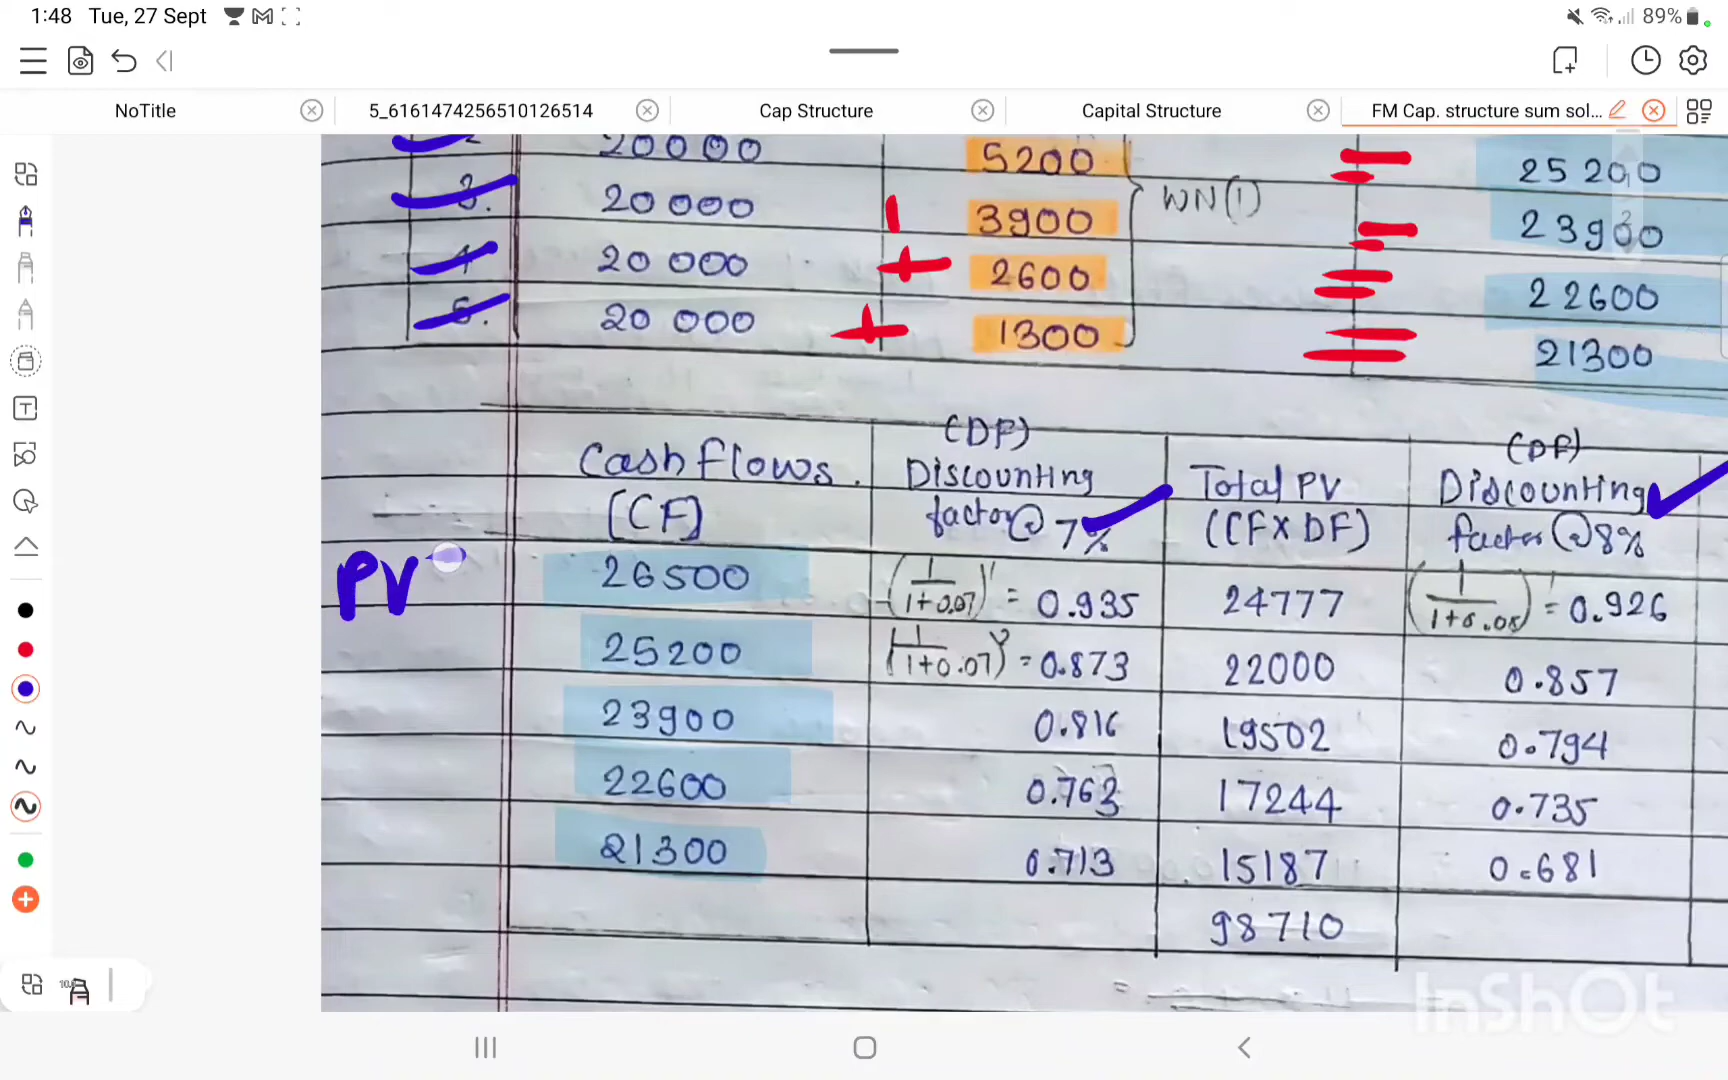 1:48 Tue, 27 Sept 89%
NoTitle 5_6161474256510126514 Cap Structure Capital Structure FM Cap. structure sum sol...
20000 5200 25200
3. 20000 3900 WN(1) 23900
4 20000 2600 22600
5. 20000 1300 21300
(DF) (DF)
Cash flows. Discounting Total PV Discounting
[CF] factor@ 7% (CFXDF) factor @8%
PV
26500 (1/1+0.07)¹ = 0.935 24777 (1/1+0.08)¹ = 0.926
25200 (1/1+0.07)² = 0.873 22000 0.857
23900 0.816 19502 0.794
22600 0.763 17244 0.735
21300 0.713 15187 0.681
98710
InShOt